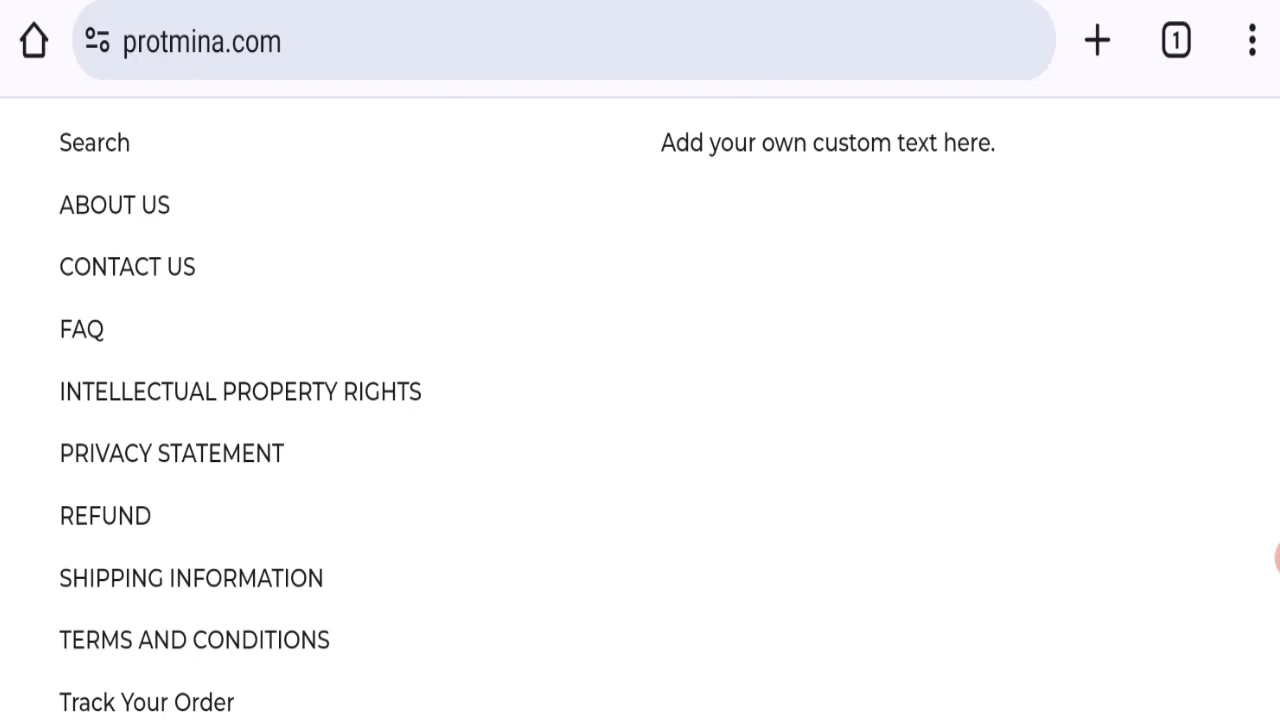 protmina.com
1
Search
Add your own custom text here.
ABOUT US
CONTACT US
FAQ
INTELLECTUAL PROPERTY RIGHTS
PRIVACY STATEMENT
REFUND
SHIPPING INFORMATION
TERMS AND CONDITIONS
Track Your Order